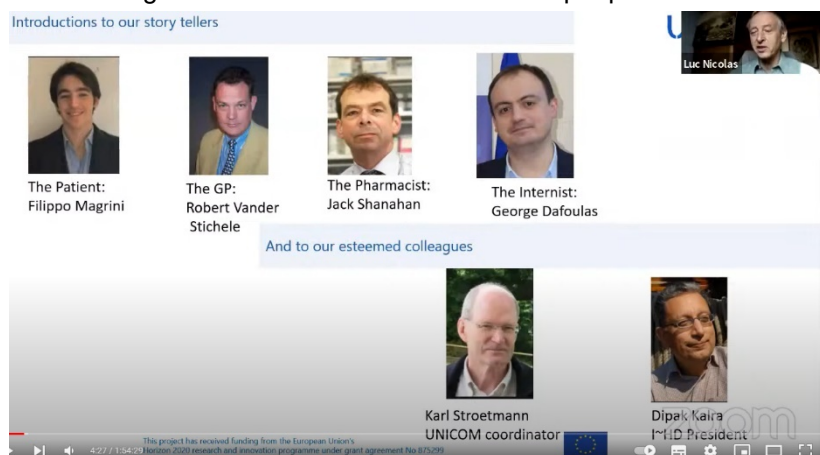 Introductions to our story tellers
Luc Nicolas
The Patient:
Filippo Magrini
The GP:
Robert Vander
Stichele
The Pharmacist:
Jack Shanahan
The Internist:
George Dafoulas
And to our esteemed colleagues
Karl Stroetmann
UNICOM coordinator
Dipak Kalra
I~HD President
zoom
4:27 / 1:54:29
This project has received funding from the European Union's
Horizon 2020 research and innovation programme under grant agreement No 875299